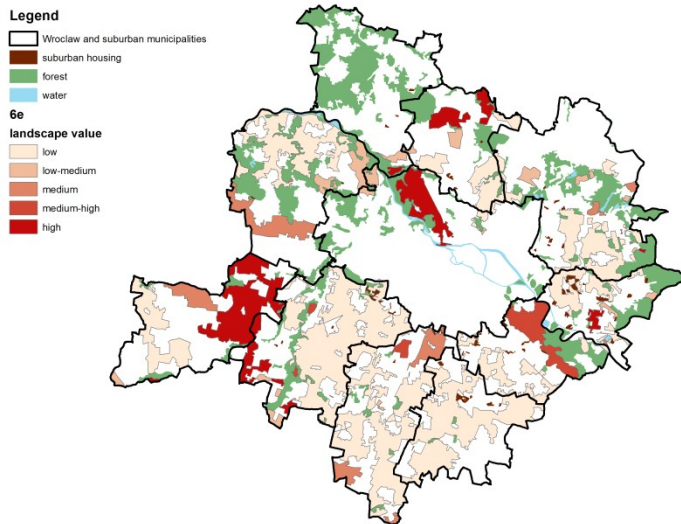 Legend
Wroclaw and suburban municipalities
suburban housing
forest
water
6e
landscape value
low
low-medium
medium
medium-high
high